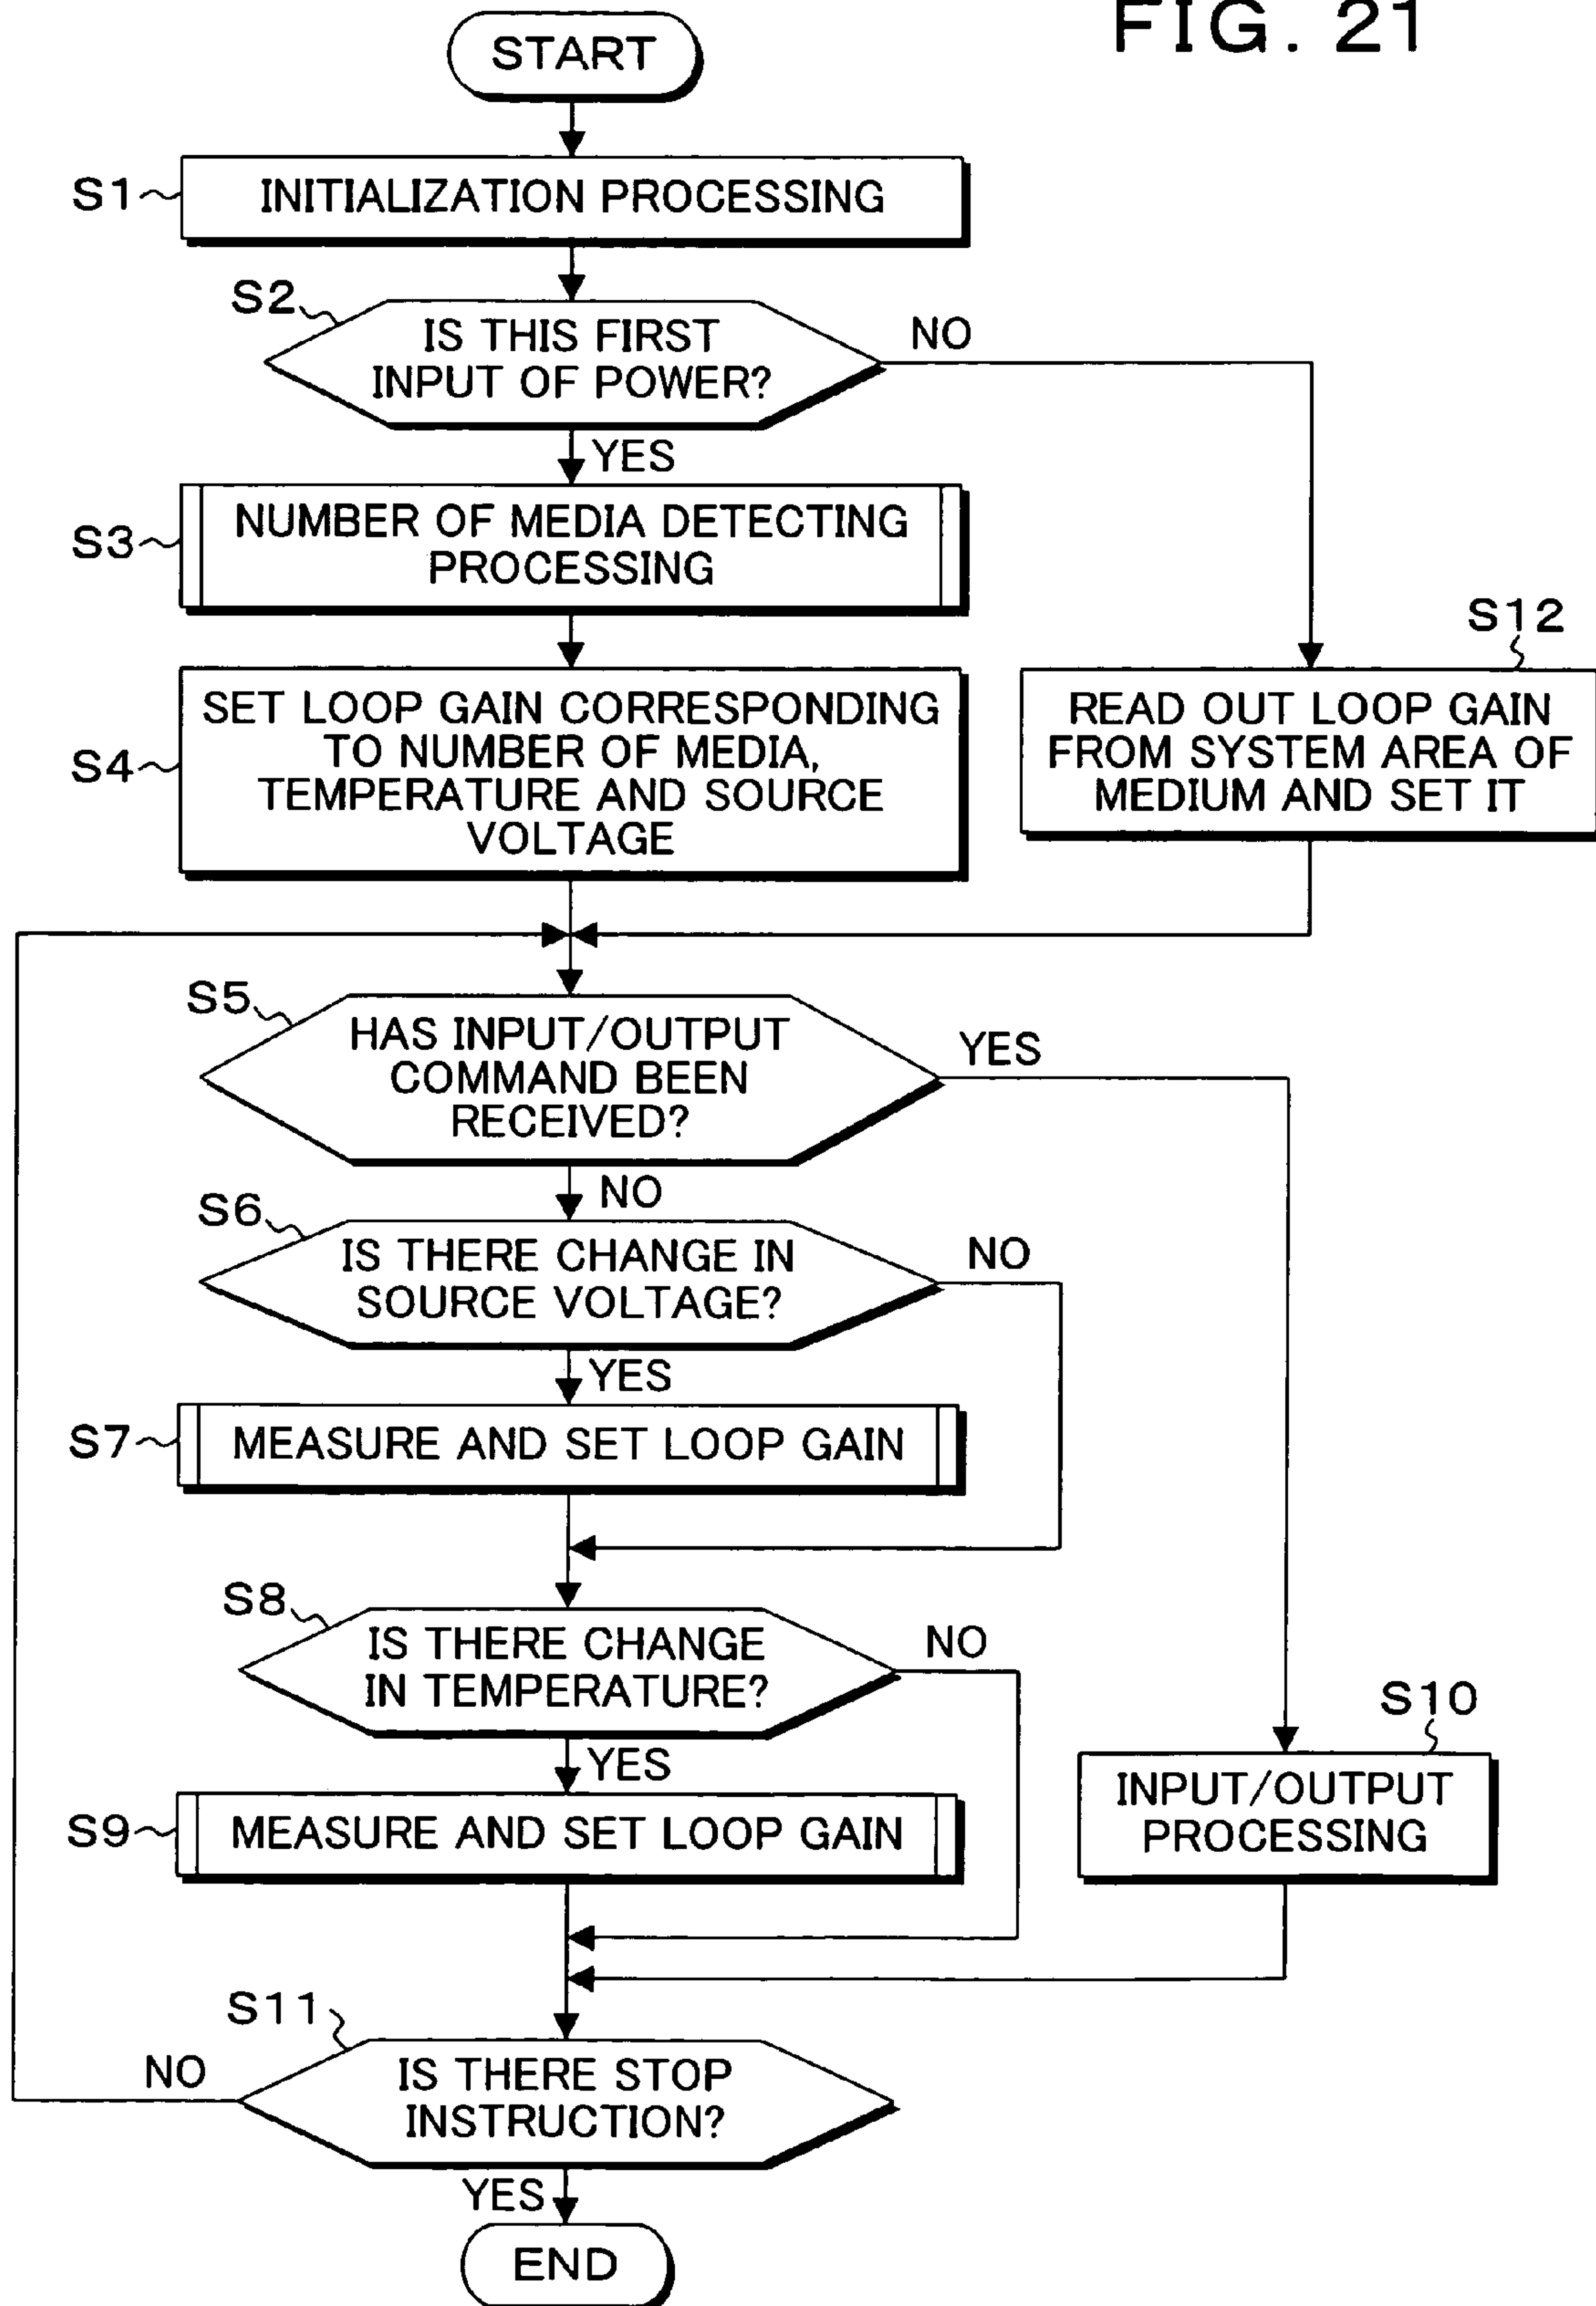 FIG. 21
START
S1
INITIALIZATION PROCESSING
S2
IS THIS FIRST
INPUT OF POWER?
NO
YES
S3
NUMBER OF MEDIA DETECTING
PROCESSING
S4
SET LOOP GAIN CORRESPONDING
TO NUMBER OF MEDIA,
TEMPERATURE AND SOURCE
VOLTAGE
S12
READ OUT LOOP GAIN
FROM SYSTEM AREA OF
MEDIUM AND SET IT
S5
HAS INPUT/OUTPUT
COMMAND BEEN
RECEIVED?
YES
NO
S6
IS THERE CHANGE IN
SOURCE VOLTAGE?
NO
YES
S7
MEASURE AND SET LOOP GAIN
S8
IS THERE CHANGE
IN TEMPERATURE?
NO
YES
S9
MEASURE AND SET LOOP GAIN
S10
INPUT/OUTPUT
PROCESSING
S11
IS THERE STOP
INSTRUCTION?
NO
YES
END